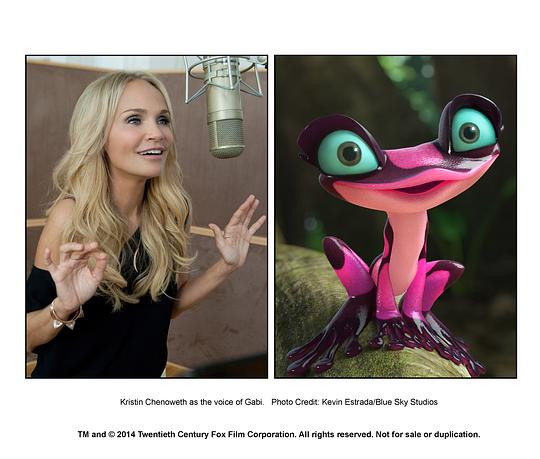 Kristin Chenoweth as the voice of Gabi. Photo Credit: Kevin Estrada/Blue Sky Studios
TM and © 2014 Twentieth Century Fox Film Corporation. All rights reserved. Not for sale or duplication.